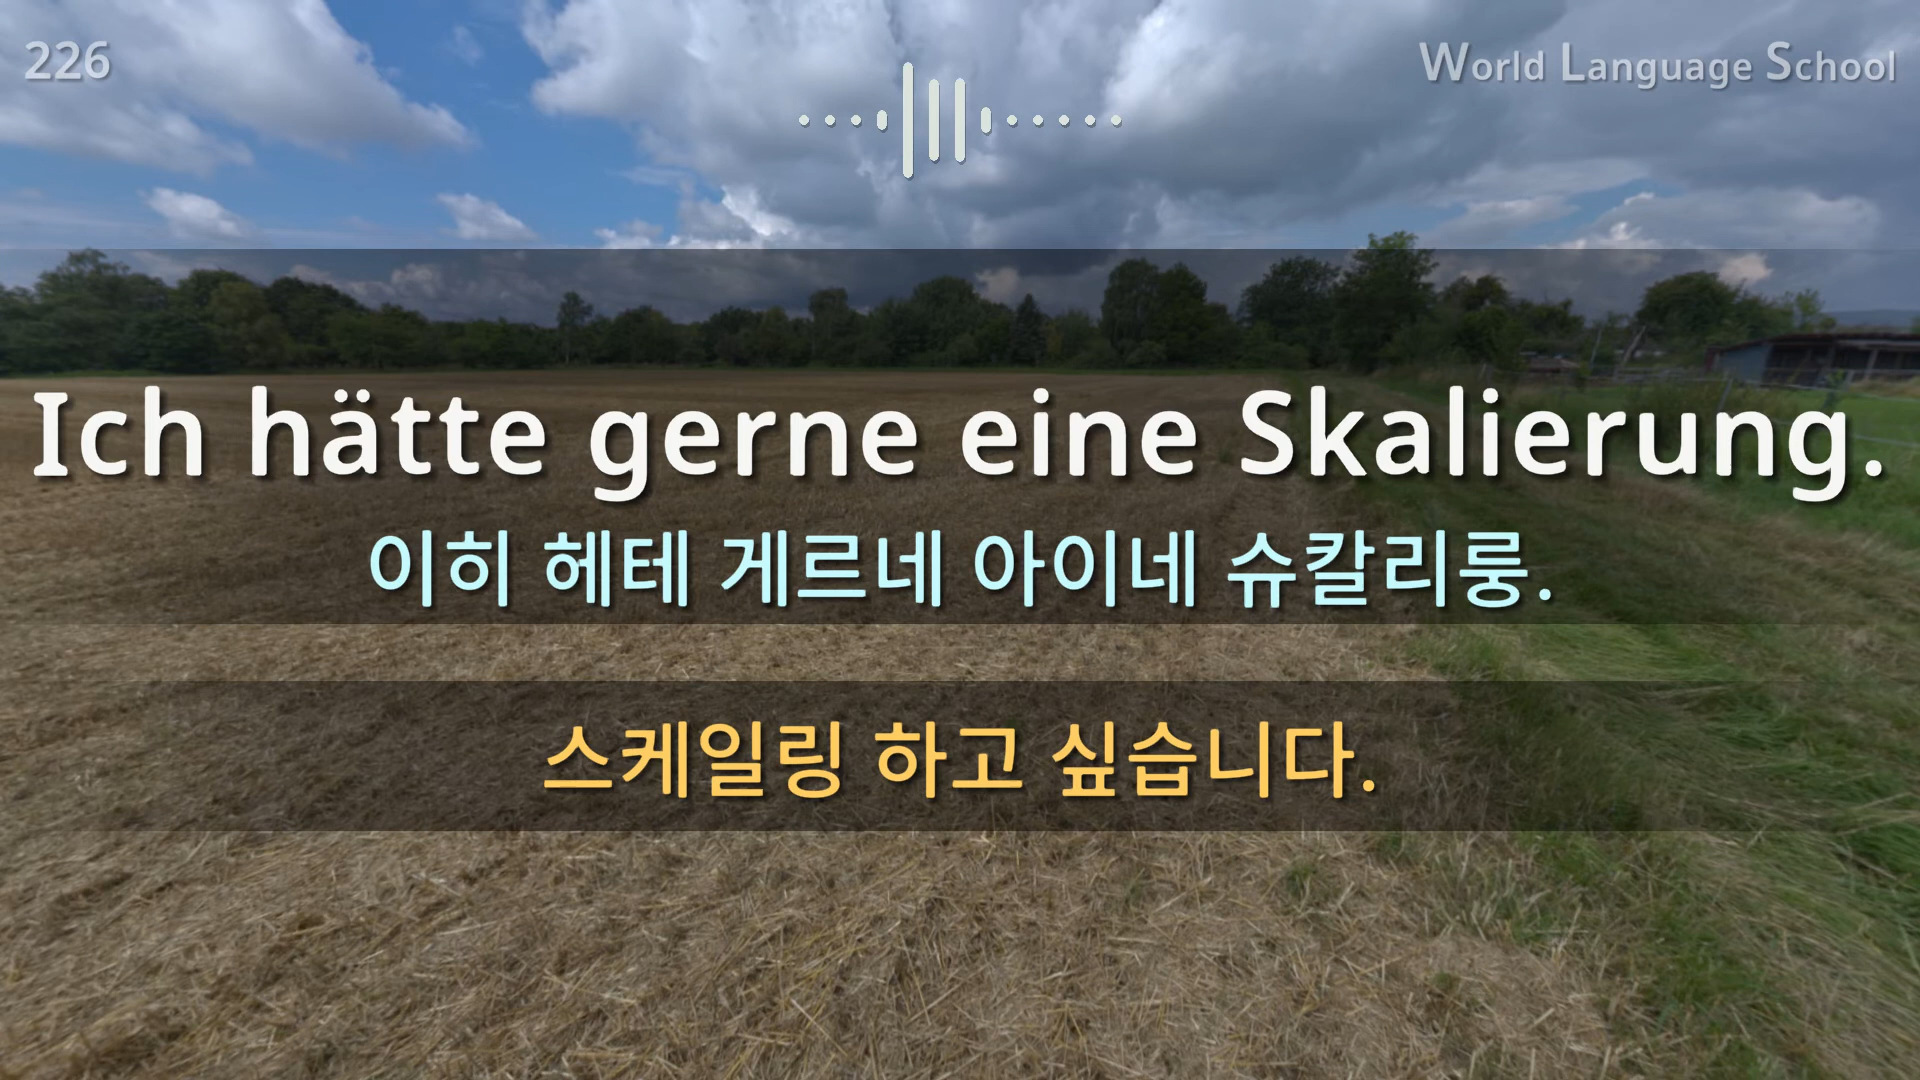 226
World Language School
Ich hätte gerne eine Skalierung.
이히 헤테 게르네 아이네 슈칼리룽.
스케일링 하고 싶습니다.